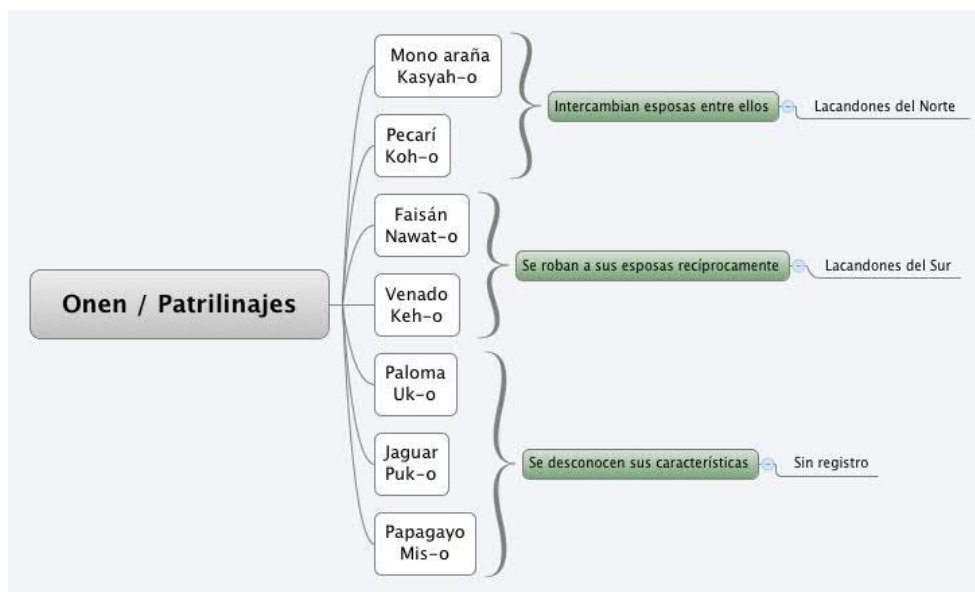 Onen / Patrilinajes
Mono araña
Kasyah-o
Pecarí
Koh-o
Intercambian esposas entre ellos
Lacandones del Norte
Faisán
Nawat-o
Venado
Keh-o
Se roban a sus esposas recíprocamente
Lacandones del Sur
Paloma
Uk-o
Jaguar
Puk-o
Papagayo
Mis-o
Se desconocen sus características
Sin registro